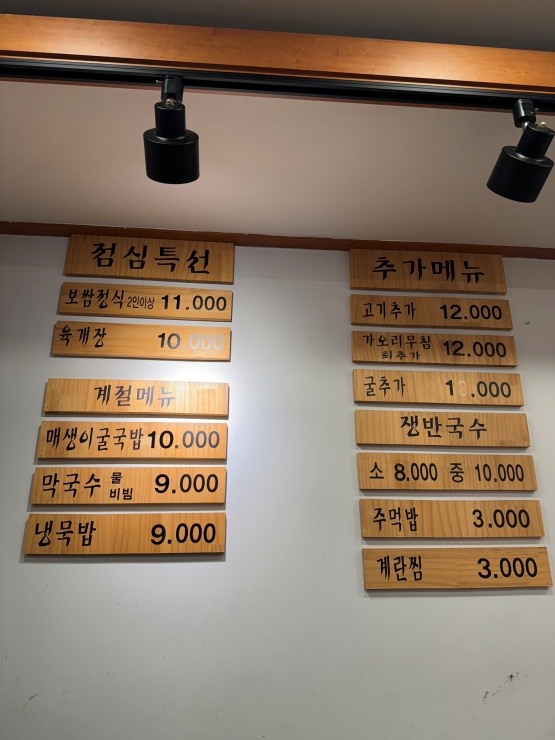 점심특선
보쌈정식 2인이상 11.000
육개장 10.000
계절메뉴
매생이굴국밥 10.000
막국수 물 비빔 9.000
냉묵밥 9.000
추가메뉴
고기추가 12.000
가오리무침 회추가 12.000
굴추가
쟁반국수
소 8.000 중 10.000
주먹밥 3.000
계란찜 3.000